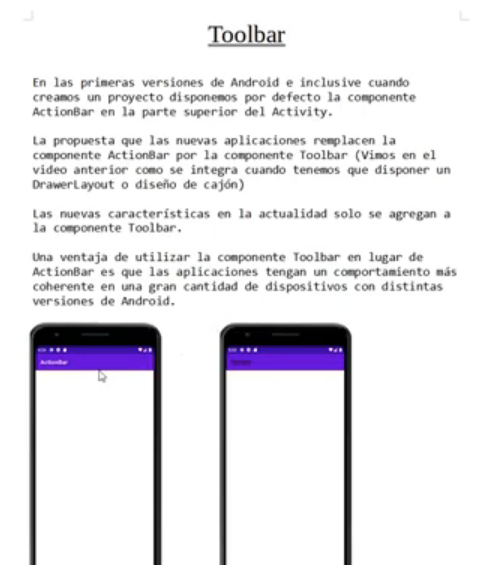 Toolbar
En las primeras versiones de Android e inclusive cuando
creamos un proyecto disponemos por defecto la componente
ActionBar en la parte superior del Activity.
La propuesta que las nuevas aplicaciones remplacen la
componente ActionBar por la componente Toolbar (Vimos en el
video anterior como se integra cuando tenemos que disponer un
DrawerLayout o diseño de cajón)
Las nuevas características en la actualidad solo se agregan a
la componente Toolbar.
Una ventaja de utilizar la componente Toolbar en lugar de
ActionBar es que las aplicaciones tengan un comportamiento más
coherente en una gran cantidad de dispositivos con distintas
versiones de Android.
ActionBar